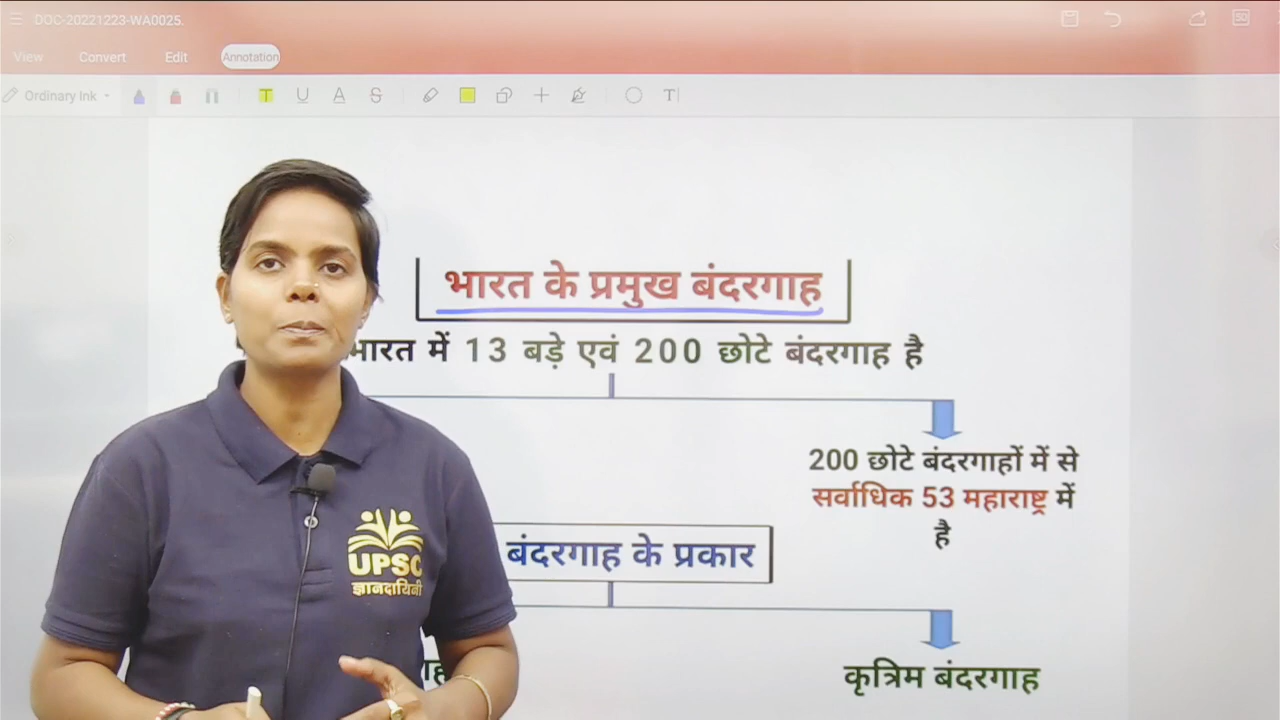 DOC-20221223-WA0025.
View Convert Edit Annotation
Ordinary Ink
भारत के प्रमुख बंदरगाह
भारत में 13 बड़े एवं 200 छोटे बंदरगाह है
200 छोटे बंदरगाहों में से
सर्वाधिक 53 महाराष्ट्र में
है
बंदरगाह के प्रकार
कृत्रिम बंदरगाह
UPSC
ज्ञानदायिनी